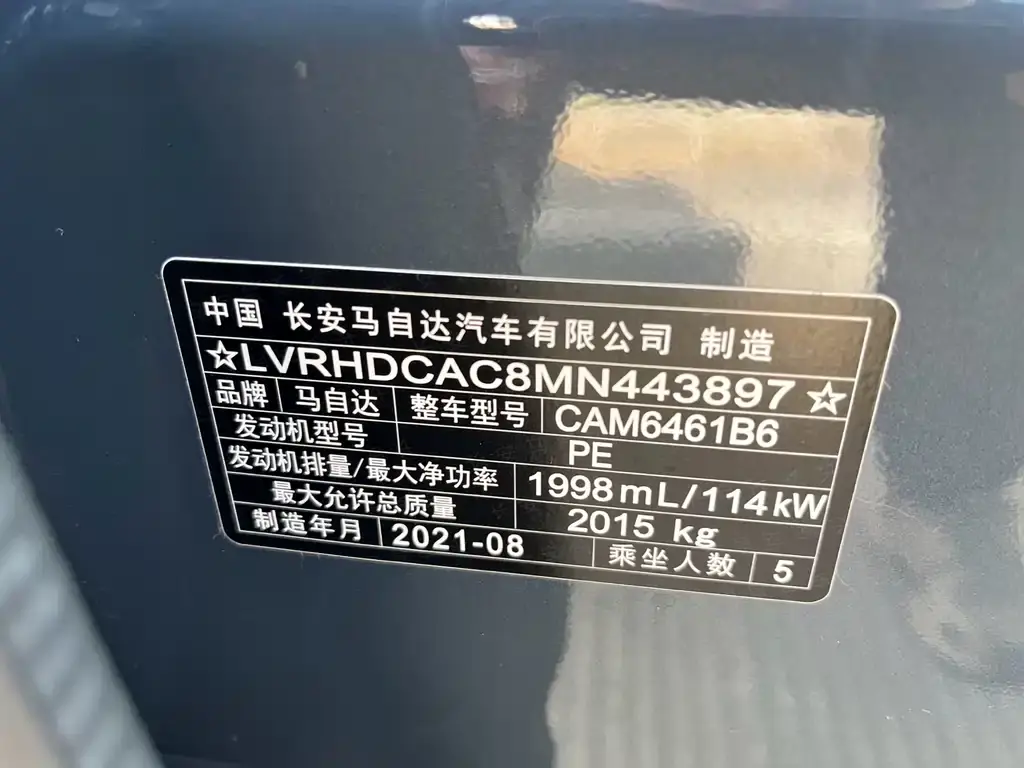 中国 长安马自达汽车有限公司 制造
☆LVRHDCAC8MN443897☆
品牌 马自达 整车型号 CAM6461B6
发动机型号 PE
发动机排量/最大净功率 1998mL/114kW
最大允许总质量 2015 kg
制造年月 2021-08 乘坐人数 5